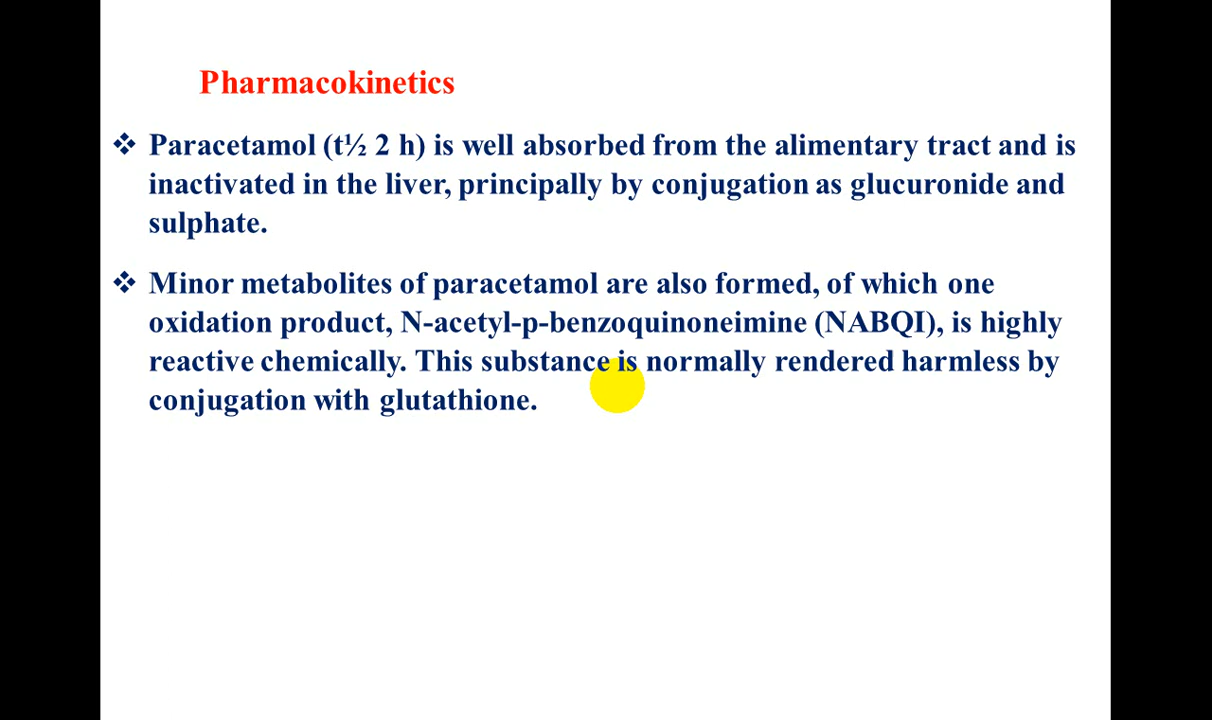 Pharmacokinetics
❖ Paracetamol (t½ 2 h) is well absorbed from the alimentary tract and is
inactivated in the liver, principally by conjugation as glucuronide and
sulphate.
❖ Minor metabolites of paracetamol are also formed, of which one
oxidation product, N-acetyl-p-benzoquinoneimine (NABQI), is highly
reactive chemically. This substance is normally rendered harmless by
conjugation with glutathione.